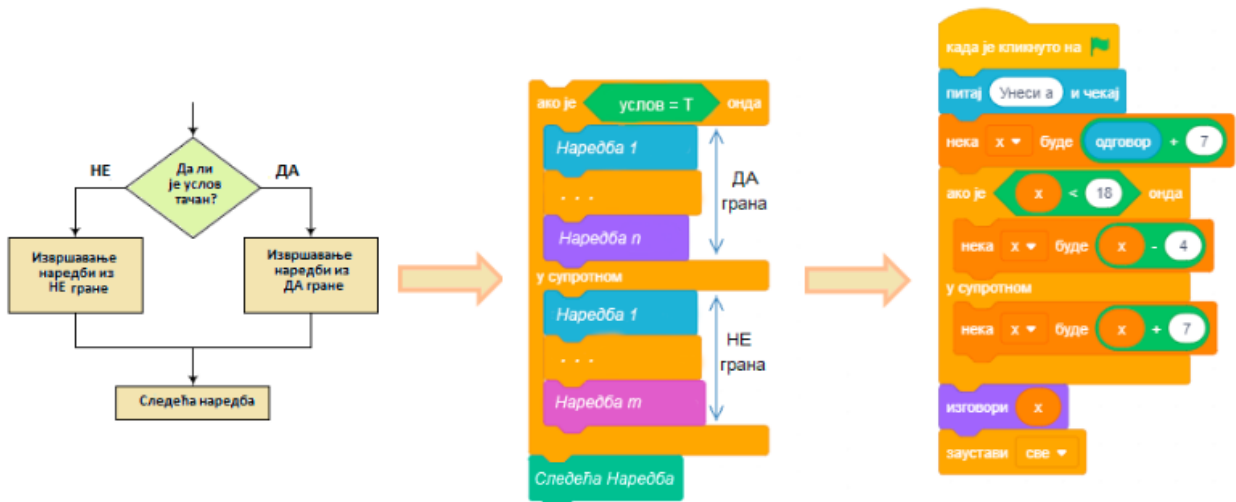 НЕ
Да ли
је услов
тачан?
ДА
Извршавање
наредби из
НЕ гране
Извршавање
наредби из
ДА гране
Следећа наредба
ако је услов = Т онда
Наредба 1
. . .
Наредба n
ДА
грана
у супротном
Наредба 1
. . .
Наредба m
НЕ
грана
Следећа Наредба
када је кликнуто на
питај Унеси а и чекај
нека x буде одговор + 7
ако је x < 18 онда
нека x буде x - 4
у супротном
нека x буде x + 7
изговори x
заустави све